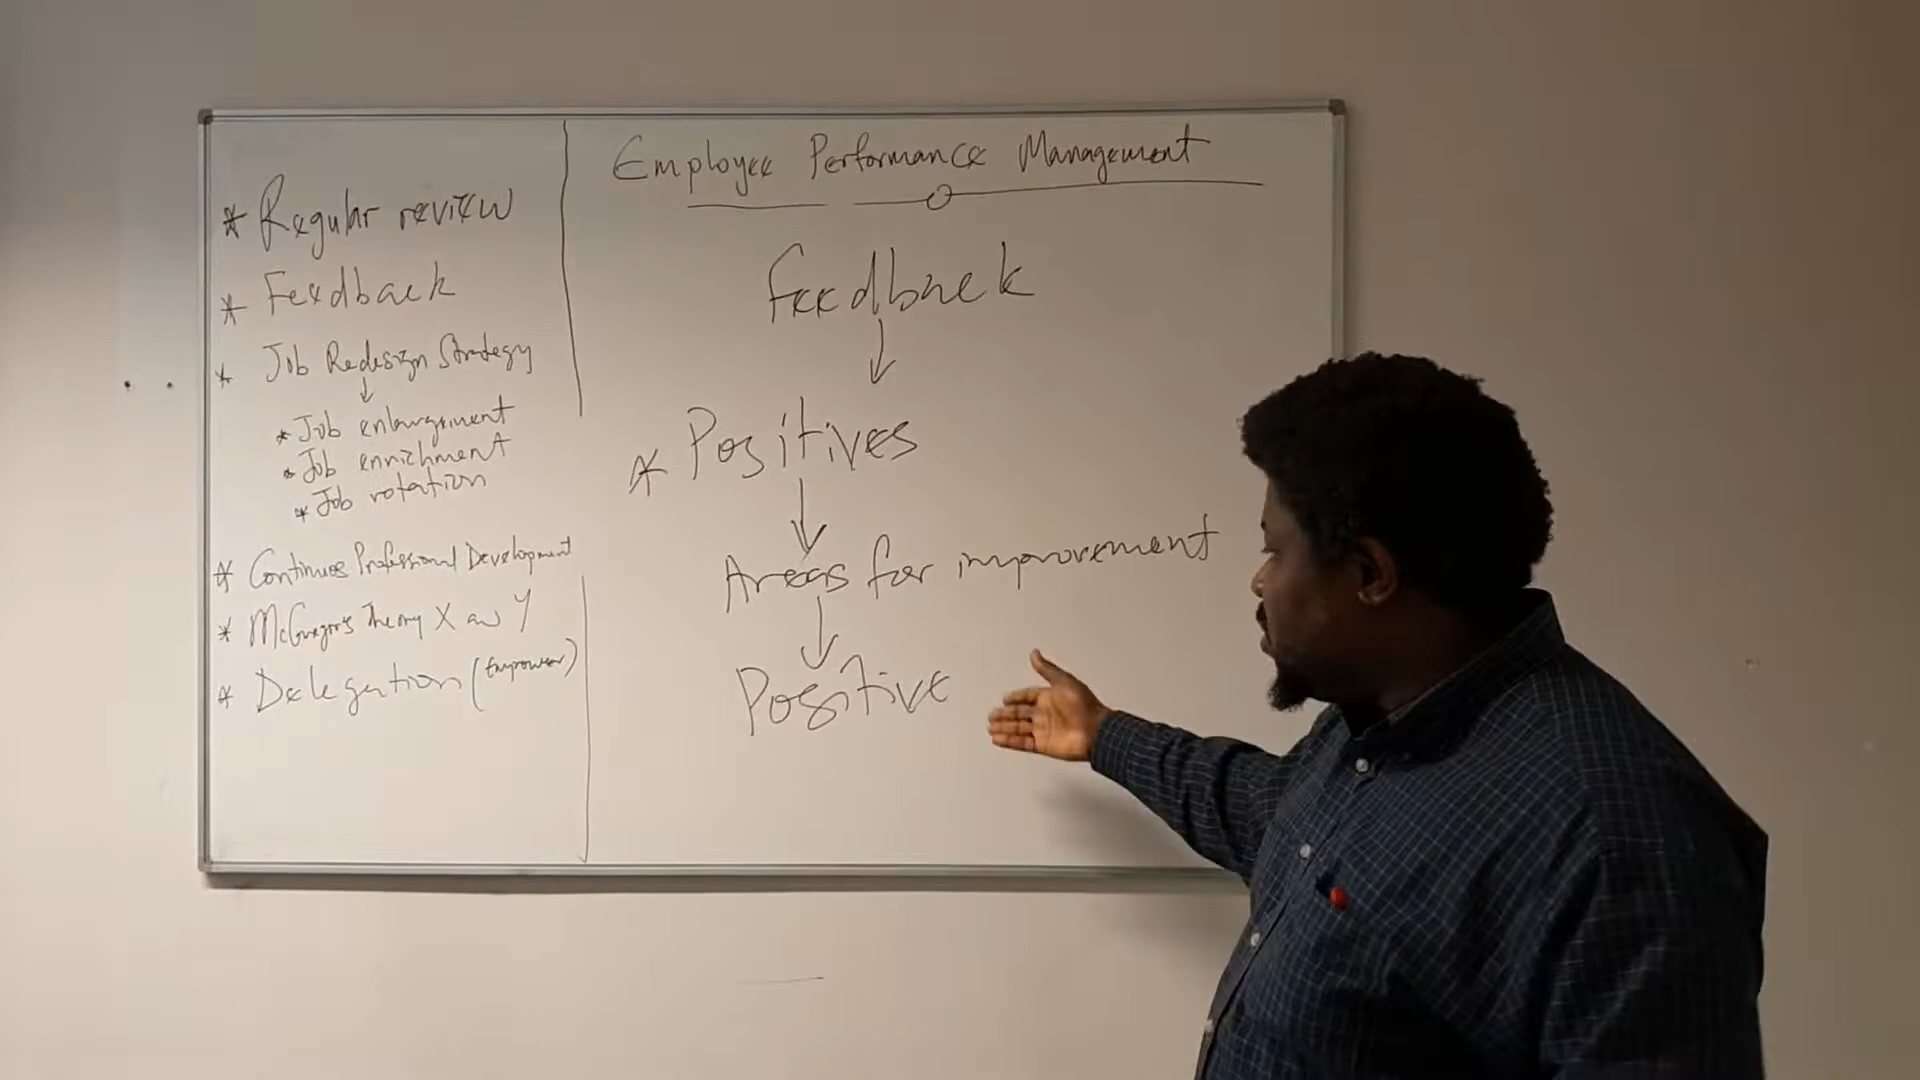 Employee Performance Management
* Regular review
* Feedback
* Job Redesign Strategy
↓
* Job enlargement
* Job enrichment
* Job rotation
* Continues Professional Development
* McGregor's Theory X and Y
* Delegation (Empower)
Feedback
↓
* Positives
↓
Areas for improvement
↓
Positive